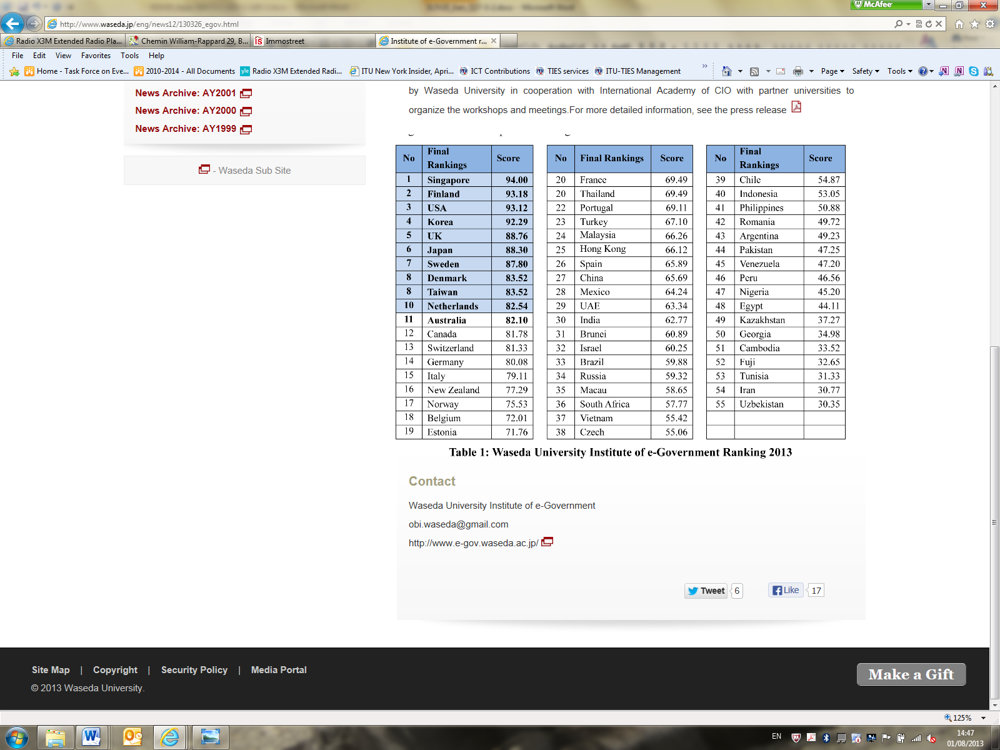 McAfee
http://www.waseda.jp/eng/news12/130326_egov.html
Radio X3M Extended Radio Pla...
Chemin William-Rappard 29, B...
Immostreet
Institute of e-Government r...
File Edit View Favorites Tools Help
Home - Task Force on Eve...
2010-2014 - All Documents
yle Radio X3M Extended Radi...
ITU New York Insider, Apri...
ICT Contributions
TIES services
ITU-TIES Management
Page Safety Tools
News Archive: AY2001
News Archive: AY2000
News Archive: AY1999
- Waseda Sub Site
by Waseda University in cooperation with International Academy of CIO with partner universities to
organize the workshops and meetings.For more detailed information, see the press release
No Final Rankings Score
1 Singapore 94.00
2 Finland 93.18
3 USA 93.12
4 Korea 92.29
5 UK 88.76
6 Japan 88.30
7 Sweden 87.80
8 Denmark 83.52
8 Taiwan 83.52
10 Netherlands 82.54
11 Australia 82.10
12 Canada 81.78
13 Switzerland 81.33
14 Germany 80.08
15 Italy 79.11
16 New Zealand 77.29
17 Norway 75.53
18 Belgium 72.01
19 Estonia 71.76
No Final Rankings Score
20 France 69.49
20 Thailand 69.49
22 Portugal 69.11
23 Turkey 67.10
24 Malaysia 66.26
25 Hong Kong 66.12
26 Spain 65.89
27 China 65.69
28 Mexico 64.24
29 UAE 63.34
30 India 62.77
31 Brunei 60.89
32 Israel 60.25
33 Brazil 59.88
34 Russia 59.32
35 Macau 58.65
36 South Africa 57.77
37 Vietnam 55.42
38 Czech 55.06
No Final Rankings Score
39 Chile 54.87
40 Indonesia 53.05
41 Philippines 50.88
42 Romania 49.72
43 Argentina 49.23
44 Pakistan 47.25
45 Venezuela 47.20
46 Peru 46.56
47 Nigeria 45.20
48 Egypt 44.11
49 Kazakhstan 37.27
50 Georgia 34.98
51 Cambodia 33.52
52 Fuji 32.65
53 Tunisia 31.33
54 Iran 30.77
55 Uzbekistan 30.35
Table 1: Waseda University Institute of e-Government Ranking 2013
Contact
Waseda University Institute of e-Government
obi.waseda@gmail.com
http://www.e-gov.waseda.ac.jp/
Tweet 6
Like 17
Site Map | Copyright | Security Policy | Media Portal
© 2013 Waseda University.
Make a Gift
125%
EN
14:47
01/08/2013